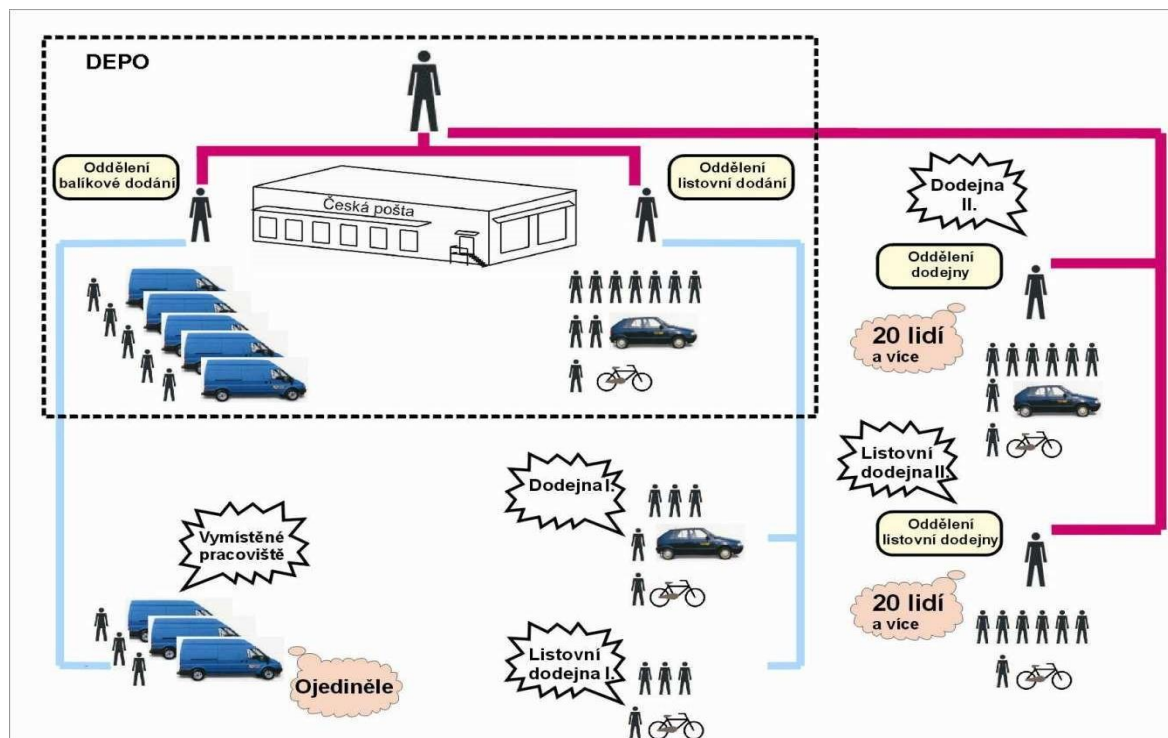 DEPO
Oddělení
balíkové dodání
Česká pošta
Oddělení
listovní dodání
Dodejna
II.
Oddělení
dodejny
20 lidí
a více
Listovní
dodejna II.
Oddělení
listovní dodejny
20 lidí
a více
Dodejna I.
Vymístěné
pracoviště
Ojediněle
Listovní
dodejna I.